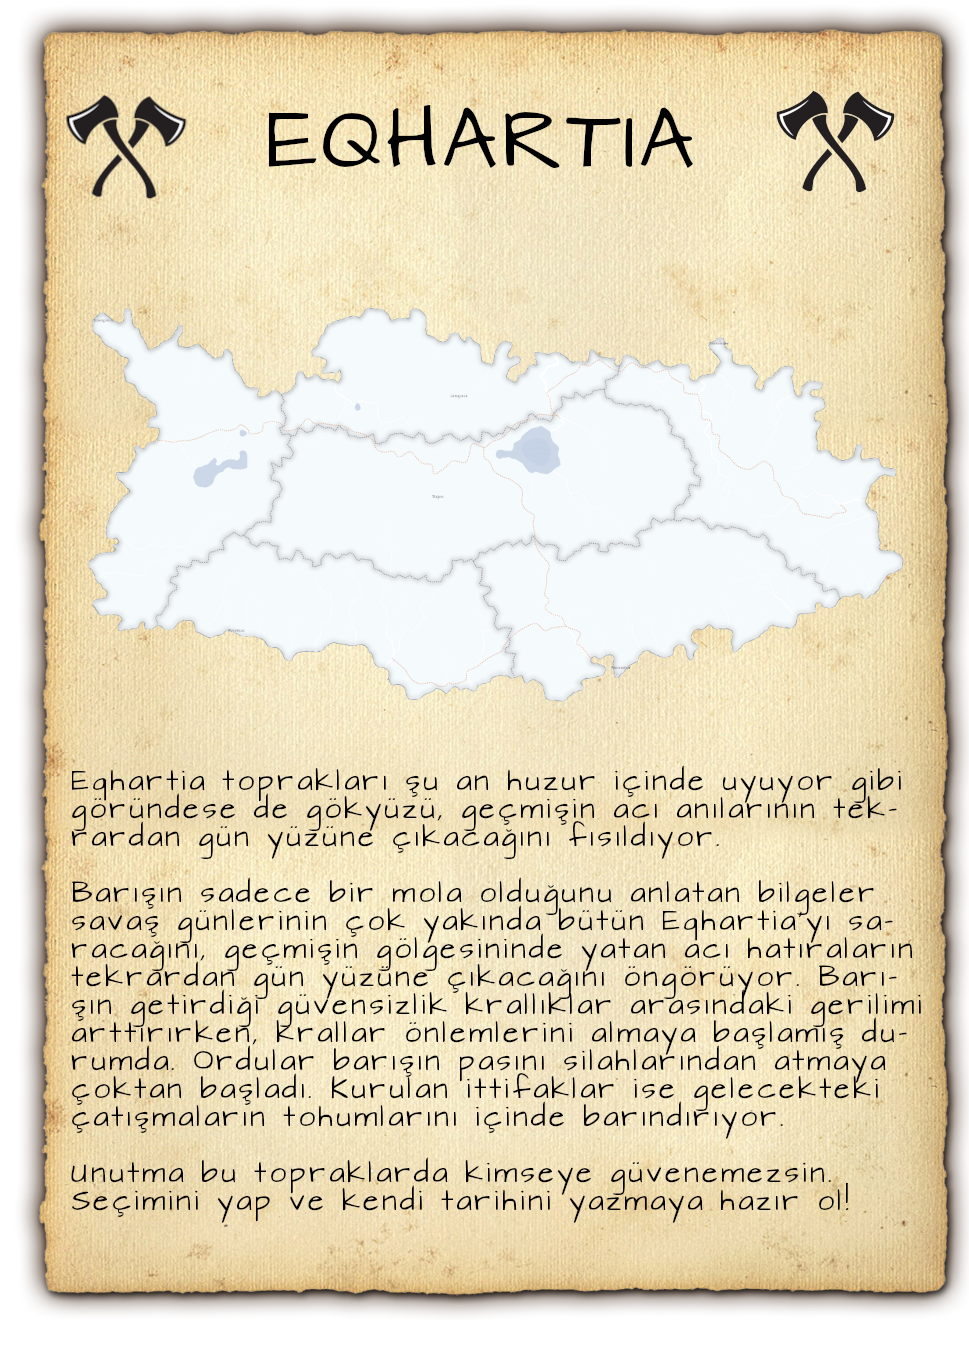 EQHARTIA
Eqhartia toprakları şu an huzur içinde uyuyor gibi
göründese de gökyüzü, geçmişin acı anılarının tek-
rardan gün yüzüne çıkacağını fısıldıyor.
Barışın sadece bir mola olduğunu anlatan bilgeler
savaş günlerinin çok yakında bütün Eqhartia'yı sa-
racağını, geçmişin gölgesininde yatan acı hatıraların
tekrardan gün yüzüne çıkacağını öngörüyor. Barı-
şın getirdiği güvensizlik krallıklar arasındaki gerilimi
arttırırken, krallar önlemlerini almaya başlamış du-
rumda. Ordular barışın pasını silahlarından atmaya
çoktan başladı. Kurulan ittifaklar ise gelecekteki
çatışmaların tohumlarını içinde barındırıyor.
Unutma bu topraklarda kimseye güvenemezsin.
Seçimini yap ve kendi tarihini yazmaya hazır ol!